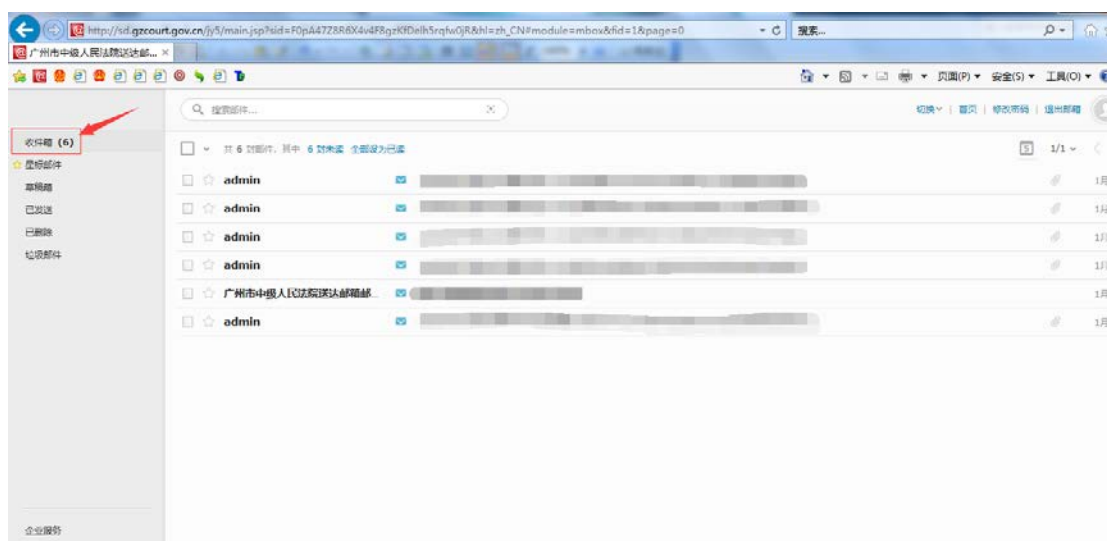 http://sd.gzcourt.gov.cn/jy5/main.jsp?sid=F0pA47Z8R6X4v4F8gzKfDelh5rqfw0jR&hl=zh_CN#module=mbox&fid=1&page=0
搜索...
广州市中级人民法院送达邮... ×
页面(P) 安全(S) 工具(O)
搜索邮件...
切换 | 首页 | 修改密码 | 退出邮箱
收件箱 (6)
共 6 封邮件, 其中 6 封未读 全部设为已读
1/1
星标邮件
admin
草稿箱
已发送
admin
已删除
admin
垃圾邮件
admin
广州市中级人民法院送达邮箱邮...
admin
企业服务